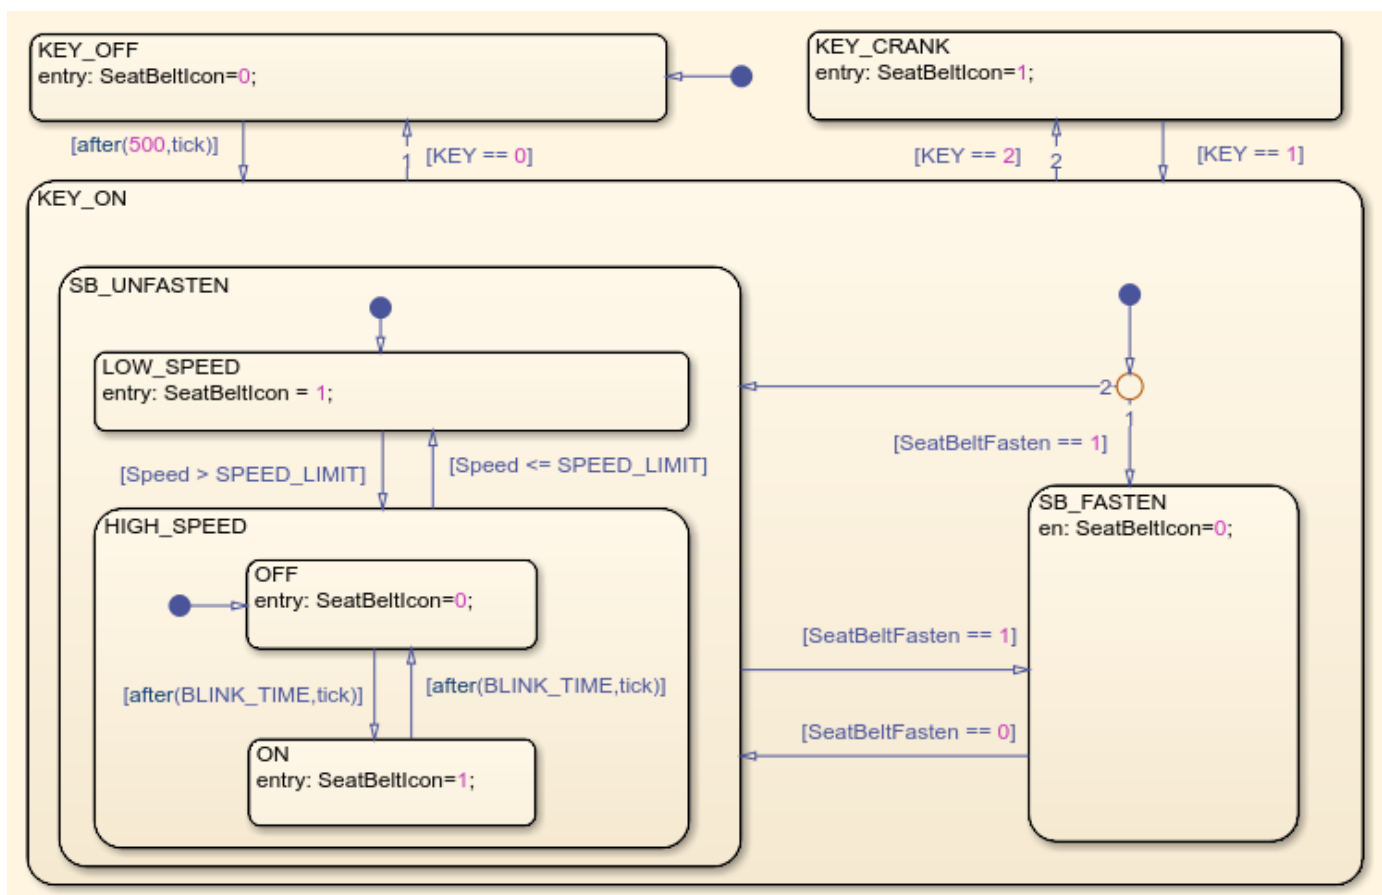 KEY_OFF
entry: SeatBeltIcon=0;
KEY_CRANK
entry: SeatBeltIcon=1;
[after(500,tick)]
1
[KEY == 0]
[KEY == 2]
2
[KEY == 1]
KEY_ON
SB_UNFASTEN
LOW_SPEED
entry: SeatBeltIcon = 1;
2
1
[SeatBeltFasten == 1]
[Speed > SPEED_LIMIT]
[Speed <= SPEED_LIMIT]
SB_FASTEN
en: SeatBeltIcon=0;
HIGH_SPEED
OFF
entry: SeatBeltIcon=0;
[SeatBeltFasten == 1]
[after(BLINK_TIME,tick)]
[after(BLINK_TIME,tick)]
[SeatBeltFasten == 0]
ON
entry: SeatBeltIcon=1;